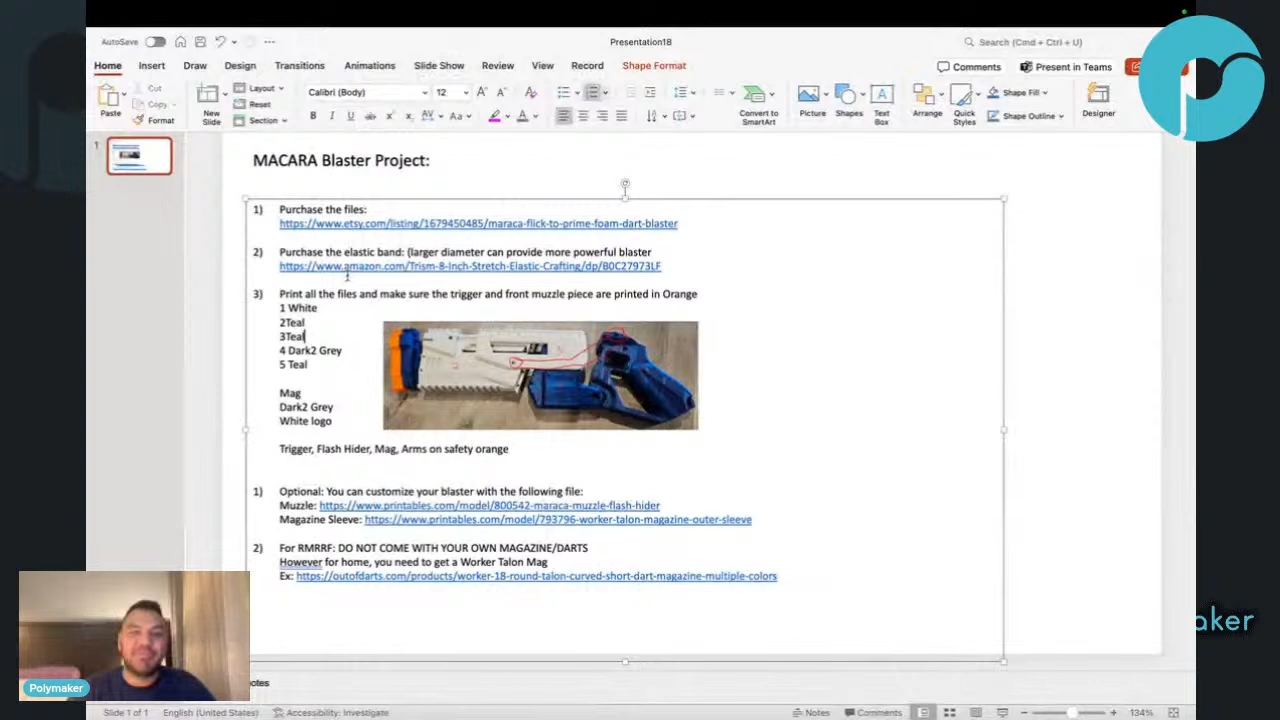 AutoSave
Presentation18
Search (Cmd + Ctrl + U)
Home Insert Draw Design Transitions Animations Slide Show Review View Record Shape Format
Comments Present in Teams
Paste
Cut
Copy
Format
New Slide
Layout
Reset
Section
Calibri (Body) 12
Convert to SmartArt
Picture
Shapes
Text Box
Arrange
Quick Styles
Shape Fill
Shape Outline
Designer
1
MACARA Blaster Project:
1) Purchase the files:
https://www.etsy.com/listing/1679450485/maraca-flick-to-prime-foam-dart-blaster
2) Purchase the elastic band: (larger diameter can provide more powerful blaster
https://www.amazon.com/Trism-8-Inch-Stretch-Elastic-Crafting/dp/B0C27973LF
3) Print all the files and make sure the trigger and front muzzle piece are printed in Orange
1 White
2Teal
3Teal
4 Dark2 Grey
5 Teal
Mag
Dark2 Grey
White logo
Trigger, Flash Hider, Mag, Arms on safety orange
1) Optional: You can customize your blaster with the following file:
Muzzle: https://www.printables.com/model/800542-maraca-muzzle-flash-hider
Magazine Sleeve: https://www.printables.com/model/793796-worker-talon-magazine-outer-sleeve
2) For RMRRF: DO NOT COME WITH YOUR OWN MAGAZINE/DARTS
However for home, you need to get a Worker Talon Mag
Ex: https://outofdarts.com/products/worker-18-round-talon-curved-short-dart-magazine-multiple-colors
aker
Polymaker
otes
Slide 1 of 1 English (United States) Accessibility: Investigate Notes Comments 134%